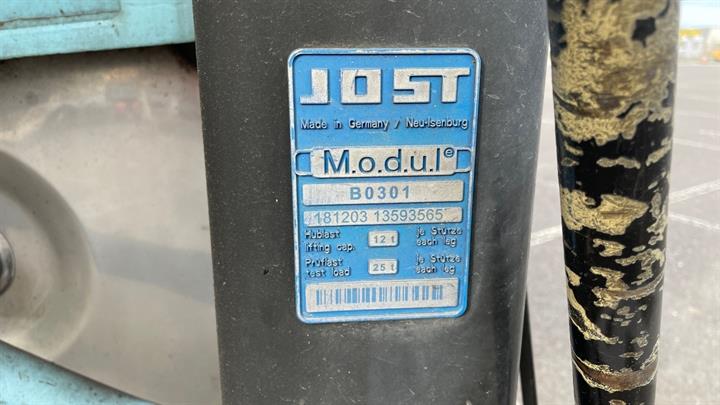 JOST
Made in Germany / Neu-Isenburg
M.o.d.u.l®
B0301
181203 13593565
Hublast 12 t je Stütze
lifting cap. each leg
Prüflast 25 t je Stütze
test load each leg